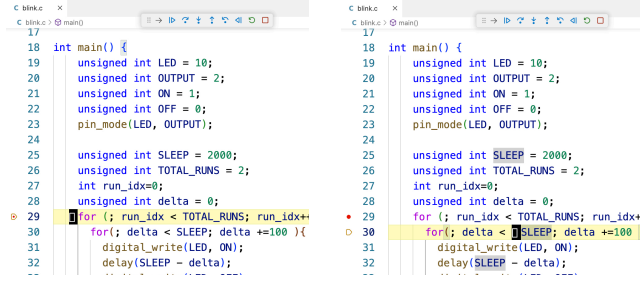 C blink.c ×
C blink.c > main()
17
18 int main() {
19 unsigned int LED = 10;
20 unsigned int OUTPUT = 2;
21 unsigned int ON = 1;
22 unsigned int OFF = 0;
23 pin_mode(LED, OUTPUT);
24
25 unsigned int SLEEP = 2000;
26 unsigned int TOTAL_RUNS = 2;
27 int run_idx=0;
28 unsigned int delta = 0;
29 for (; run_idx < TOTAL_RUNS; run_idx++
30 for(; delta < SLEEP; delta +=100 ){
31 digital_write(LED, ON);
32 delay(SLEEP - delta);
C blink.c ×
C blink.c > main()
17
18 int main() {
19 unsigned int LED = 10;
20 unsigned int OUTPUT = 2;
21 unsigned int ON = 1;
22 unsigned int OFF = 0;
23 pin_mode(LED, OUTPUT);
24
25 unsigned int SLEEP = 2000;
26 unsigned int TOTAL_RUNS = 2;
27 int run_idx=0;
28 unsigned int delta = 0;
29 for (; run_idx < TOTAL_RUNS; run_idx+
30 for(; delta < SLEEP; delta +=100
31 digital_write(LED, ON);
32 delay(SLEEP - delta);